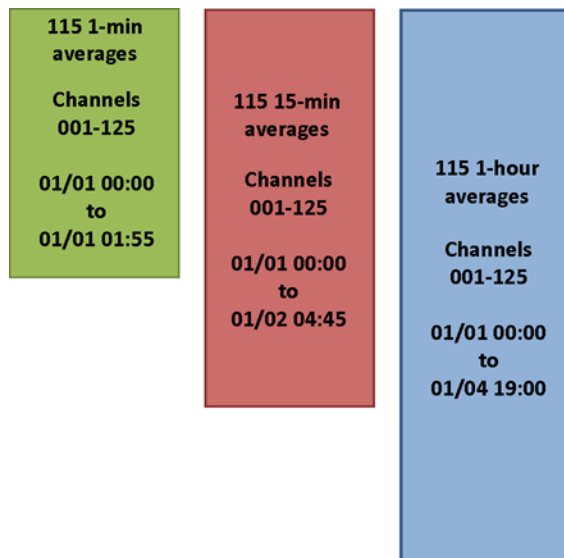 115 1-min
averages
Channels
001-125
01/01 00:00
to
01/01 01:55
115 15-min
averages
Channels
001-125
01/01 00:00
to
01/02 04:45
115 1-hour
averages
Channels
001-125
01/01 00:00
to
01/04 19:00